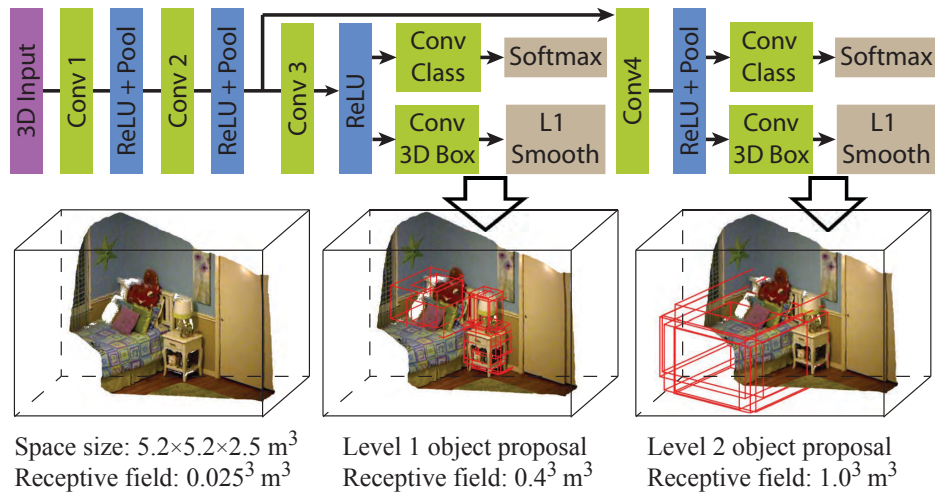 3D Input
Conv 1
ReLU + Pool
Conv 2
ReLU + Pool
Conv 3
ReLU
Conv
Class
Softmax
Conv
3D Box
L1
Smooth
Conv4
ReLU + Pool
Conv
Class
Softmax
Conv
3D Box
L1
Smooth
Space size: 5.2×5.2×2.5 m³
Receptive field: 0.025³ m³
Level 1 object proposal
Receptive field: 0.4³ m³
Level 2 object proposal
Receptive field: 1.0³ m³